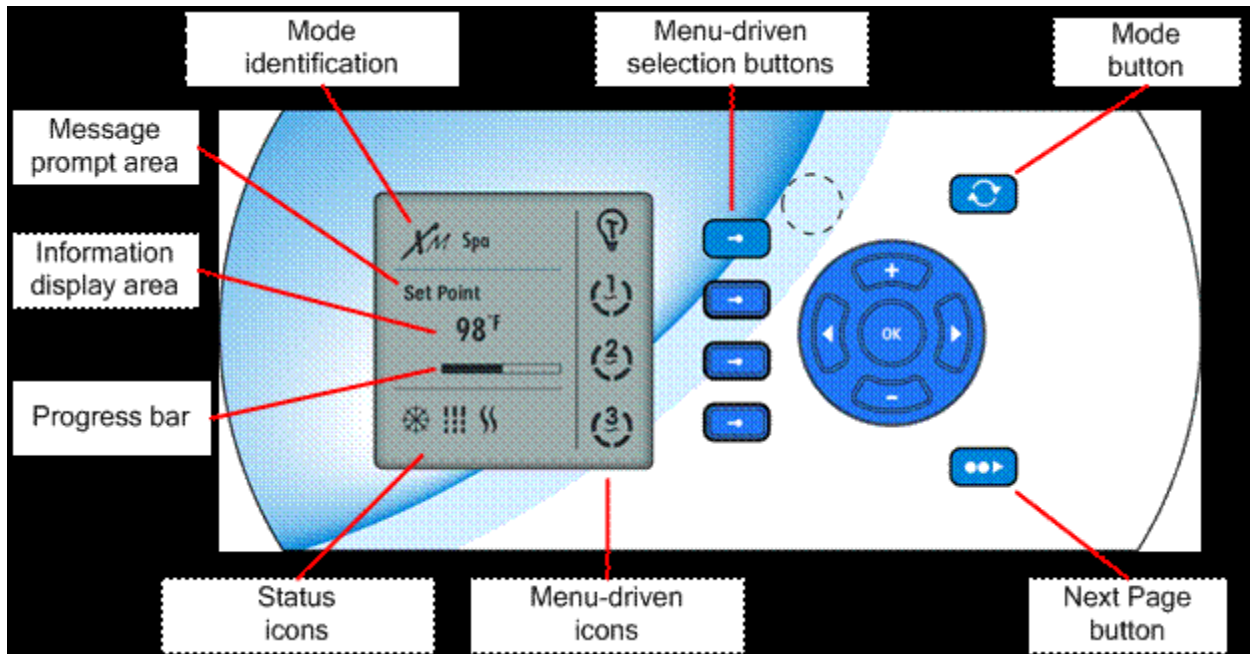 Mode
identification
Menu-driven
selection buttons
Mode
button
Message
prompt area
Information
display area
Progress bar
XM Spa
Set Point
98°F
1
2
3
+
OK
-
Status
icons
Menu-driven
icons
Next Page
button